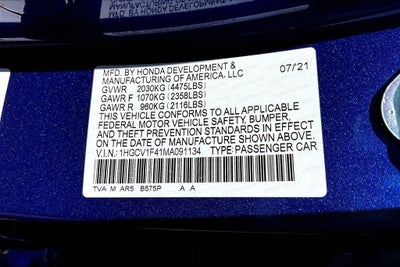 MFD. BY HONDA DEVELOPMENT & 07/21
MANUFACTURING OF AMERICA, LLC
GVWR 2030KG (4475LBS)
GAWR F 1070KG (2358LBS)
GAWR R 960KG (2116LBS)
THIS VEHICLE CONFORMS TO ALL APPLICABLE
FEDERAL MOTOR VEHICLE SAFETY, BUMPER,
AND THEFT PREVENTION STANDARDS IN EFFECT
ON THE DATE OF MANUFACTURE SHOWN ABOVE.
VIN: 1HGCV1F41MA091134 TYPE: PASSENGER CAR
TVA M AR5 B575P A A